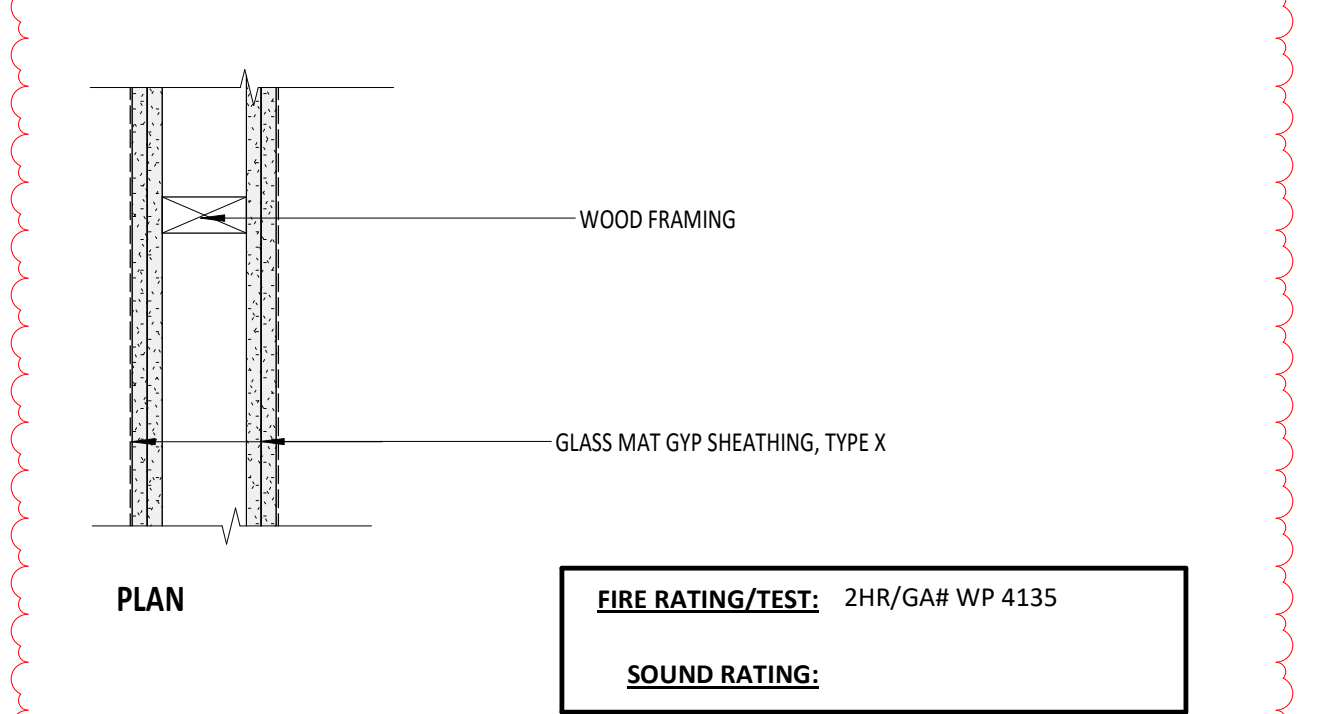 WOOD FRAMING
GLASS MAT GYP SHEATHING, TYPE X
PLAN
FIRE RATING/TEST: 2HR/GA# WP 4135
SOUND RATING: